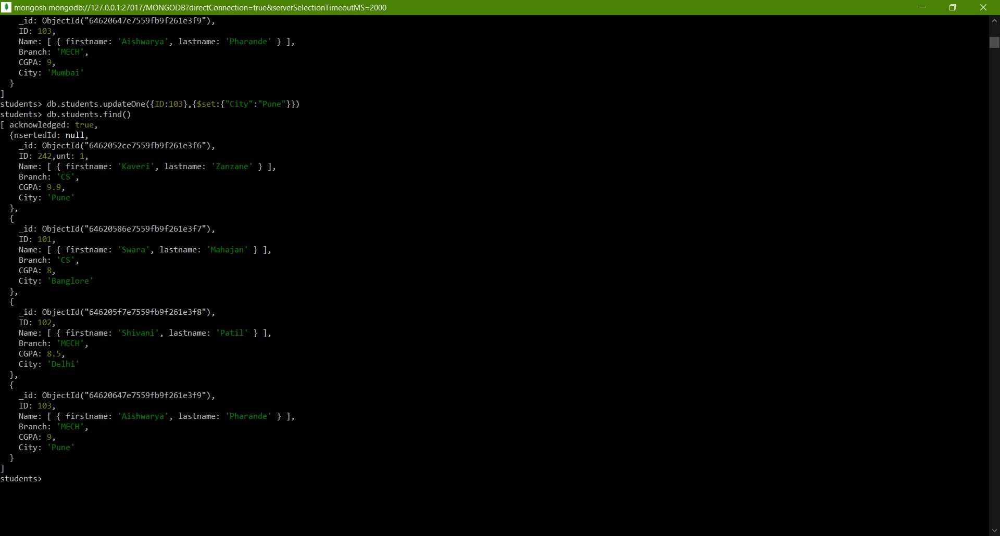 mongosh mongodb://127.0.0.1:27017/MONGODB?directConnection=true&serverSelectionTimeoutMS=2000
    _id: ObjectId("64620647e7559fb9f261e3f9"),
    ID: 103,
    Name: [ { firstname: 'Aishwarya', lastname: 'Pharande' } ],
    Branch: 'MECH',
    CGPA: 9,
    City: 'Mumbai'
  }
]
students> db.students.updateOne({ID:103},{$set:{"City":"Pune"}})
students> db.students.find()
[ acknowledged: true,
  {nsertedId: null,
    _id: ObjectId("6462052ce7559fb9f261e3f6"),
    ID: 242,unt: 1,
    Name: [ { firstname: 'Kaveri', lastname: 'Zanzane' } ],
    Branch: 'CS',
    CGPA: 9.9,
    City: 'Pune'
  },
  {
    _id: ObjectId("64620586e7559fb9f261e3f7"),
    ID: 101,
    Name: [ { firstname: 'Swara', lastname: 'Mahajan' } ],
    Branch: 'CS',
    CGPA: 8,
    City: 'Banglore'
  },
  {
    _id: ObjectId("646205f7e7559fb9f261e3f8"),
    ID: 102,
    Name: [ { firstname: 'Shivani', lastname: 'Patil' } ],
    Branch: 'MECH',
    CGPA: 8.5,
    City: 'Delhi'
  },
  {
    _id: ObjectId("64620647e7559fb9f261e3f9"),
    ID: 103,
    Name: [ { firstname: 'Aishwarya', lastname: 'Pharande' } ],
    Branch: 'MECH',
    CGPA: 9,
    City: 'Pune'
  }
]
students>